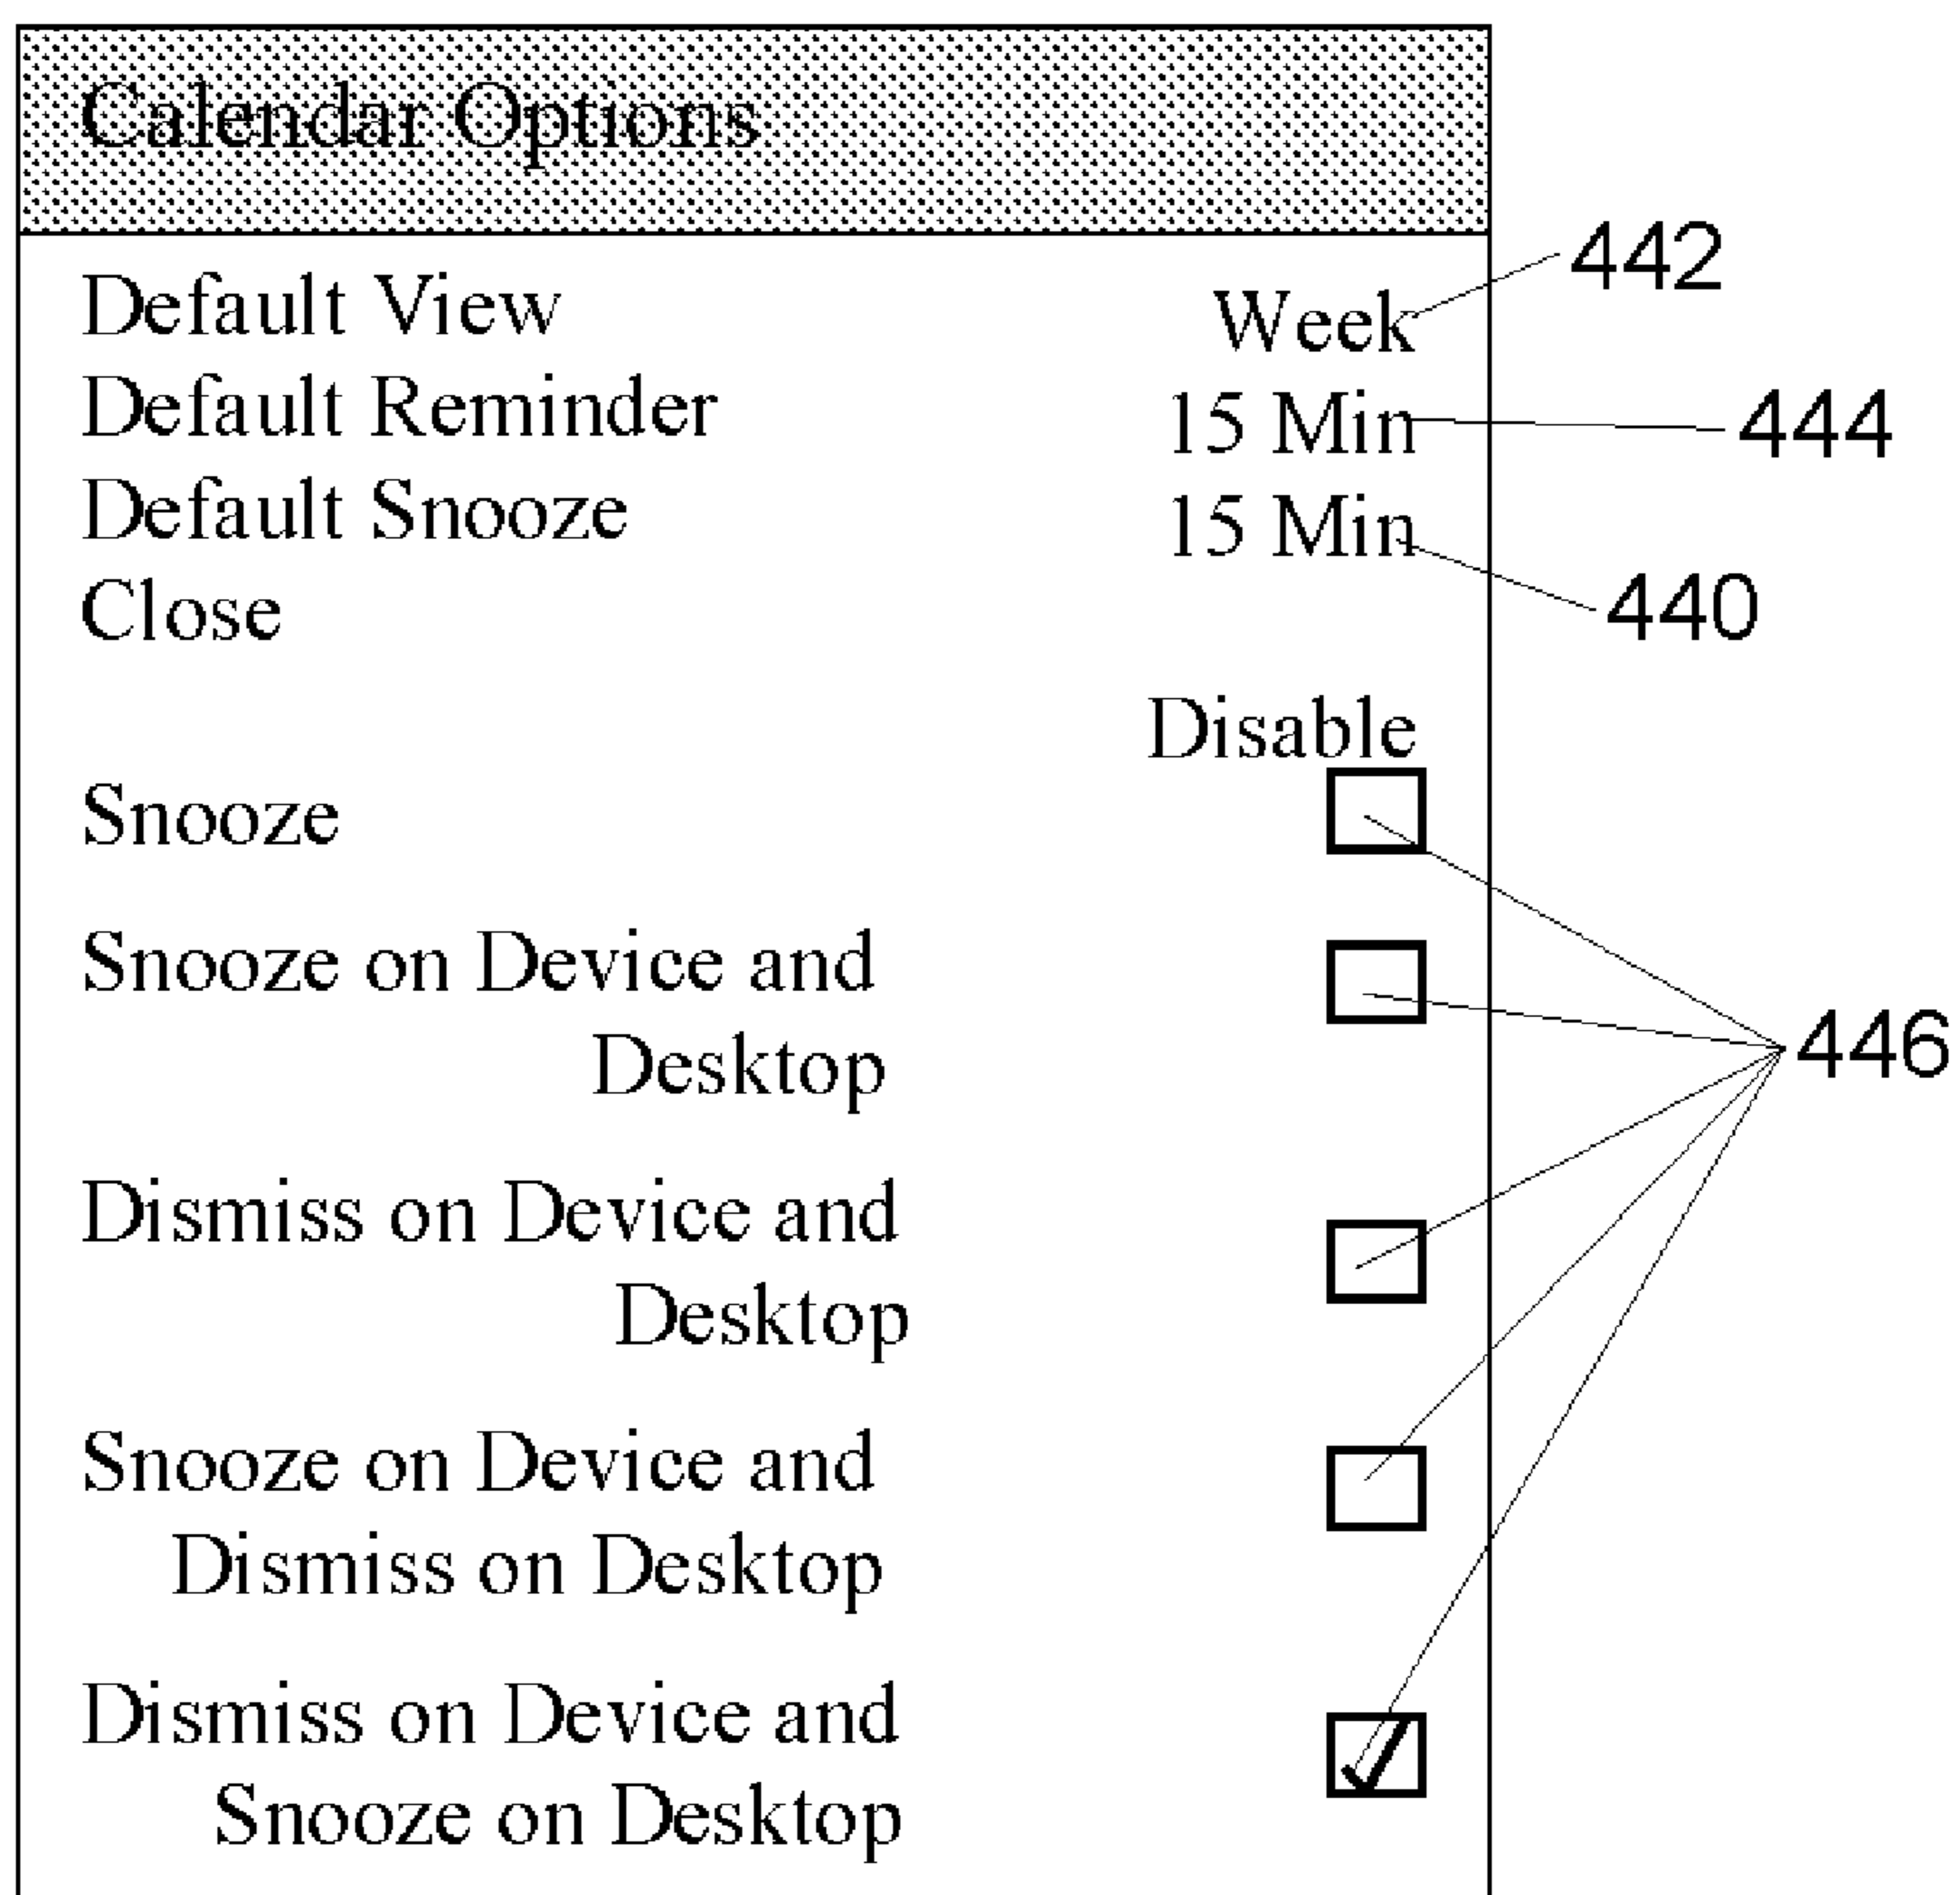 Calendar Options
Default View Week 442
Default Reminder 15 Min 444
Default Snooze 15 Min
Close 440
Disable
Snooze
Snooze on Device and
Desktop 446
Dismiss on Device and
Desktop
Snooze on Device and
Dismiss on Desktop
Dismiss on Device and
Snooze on Desktop